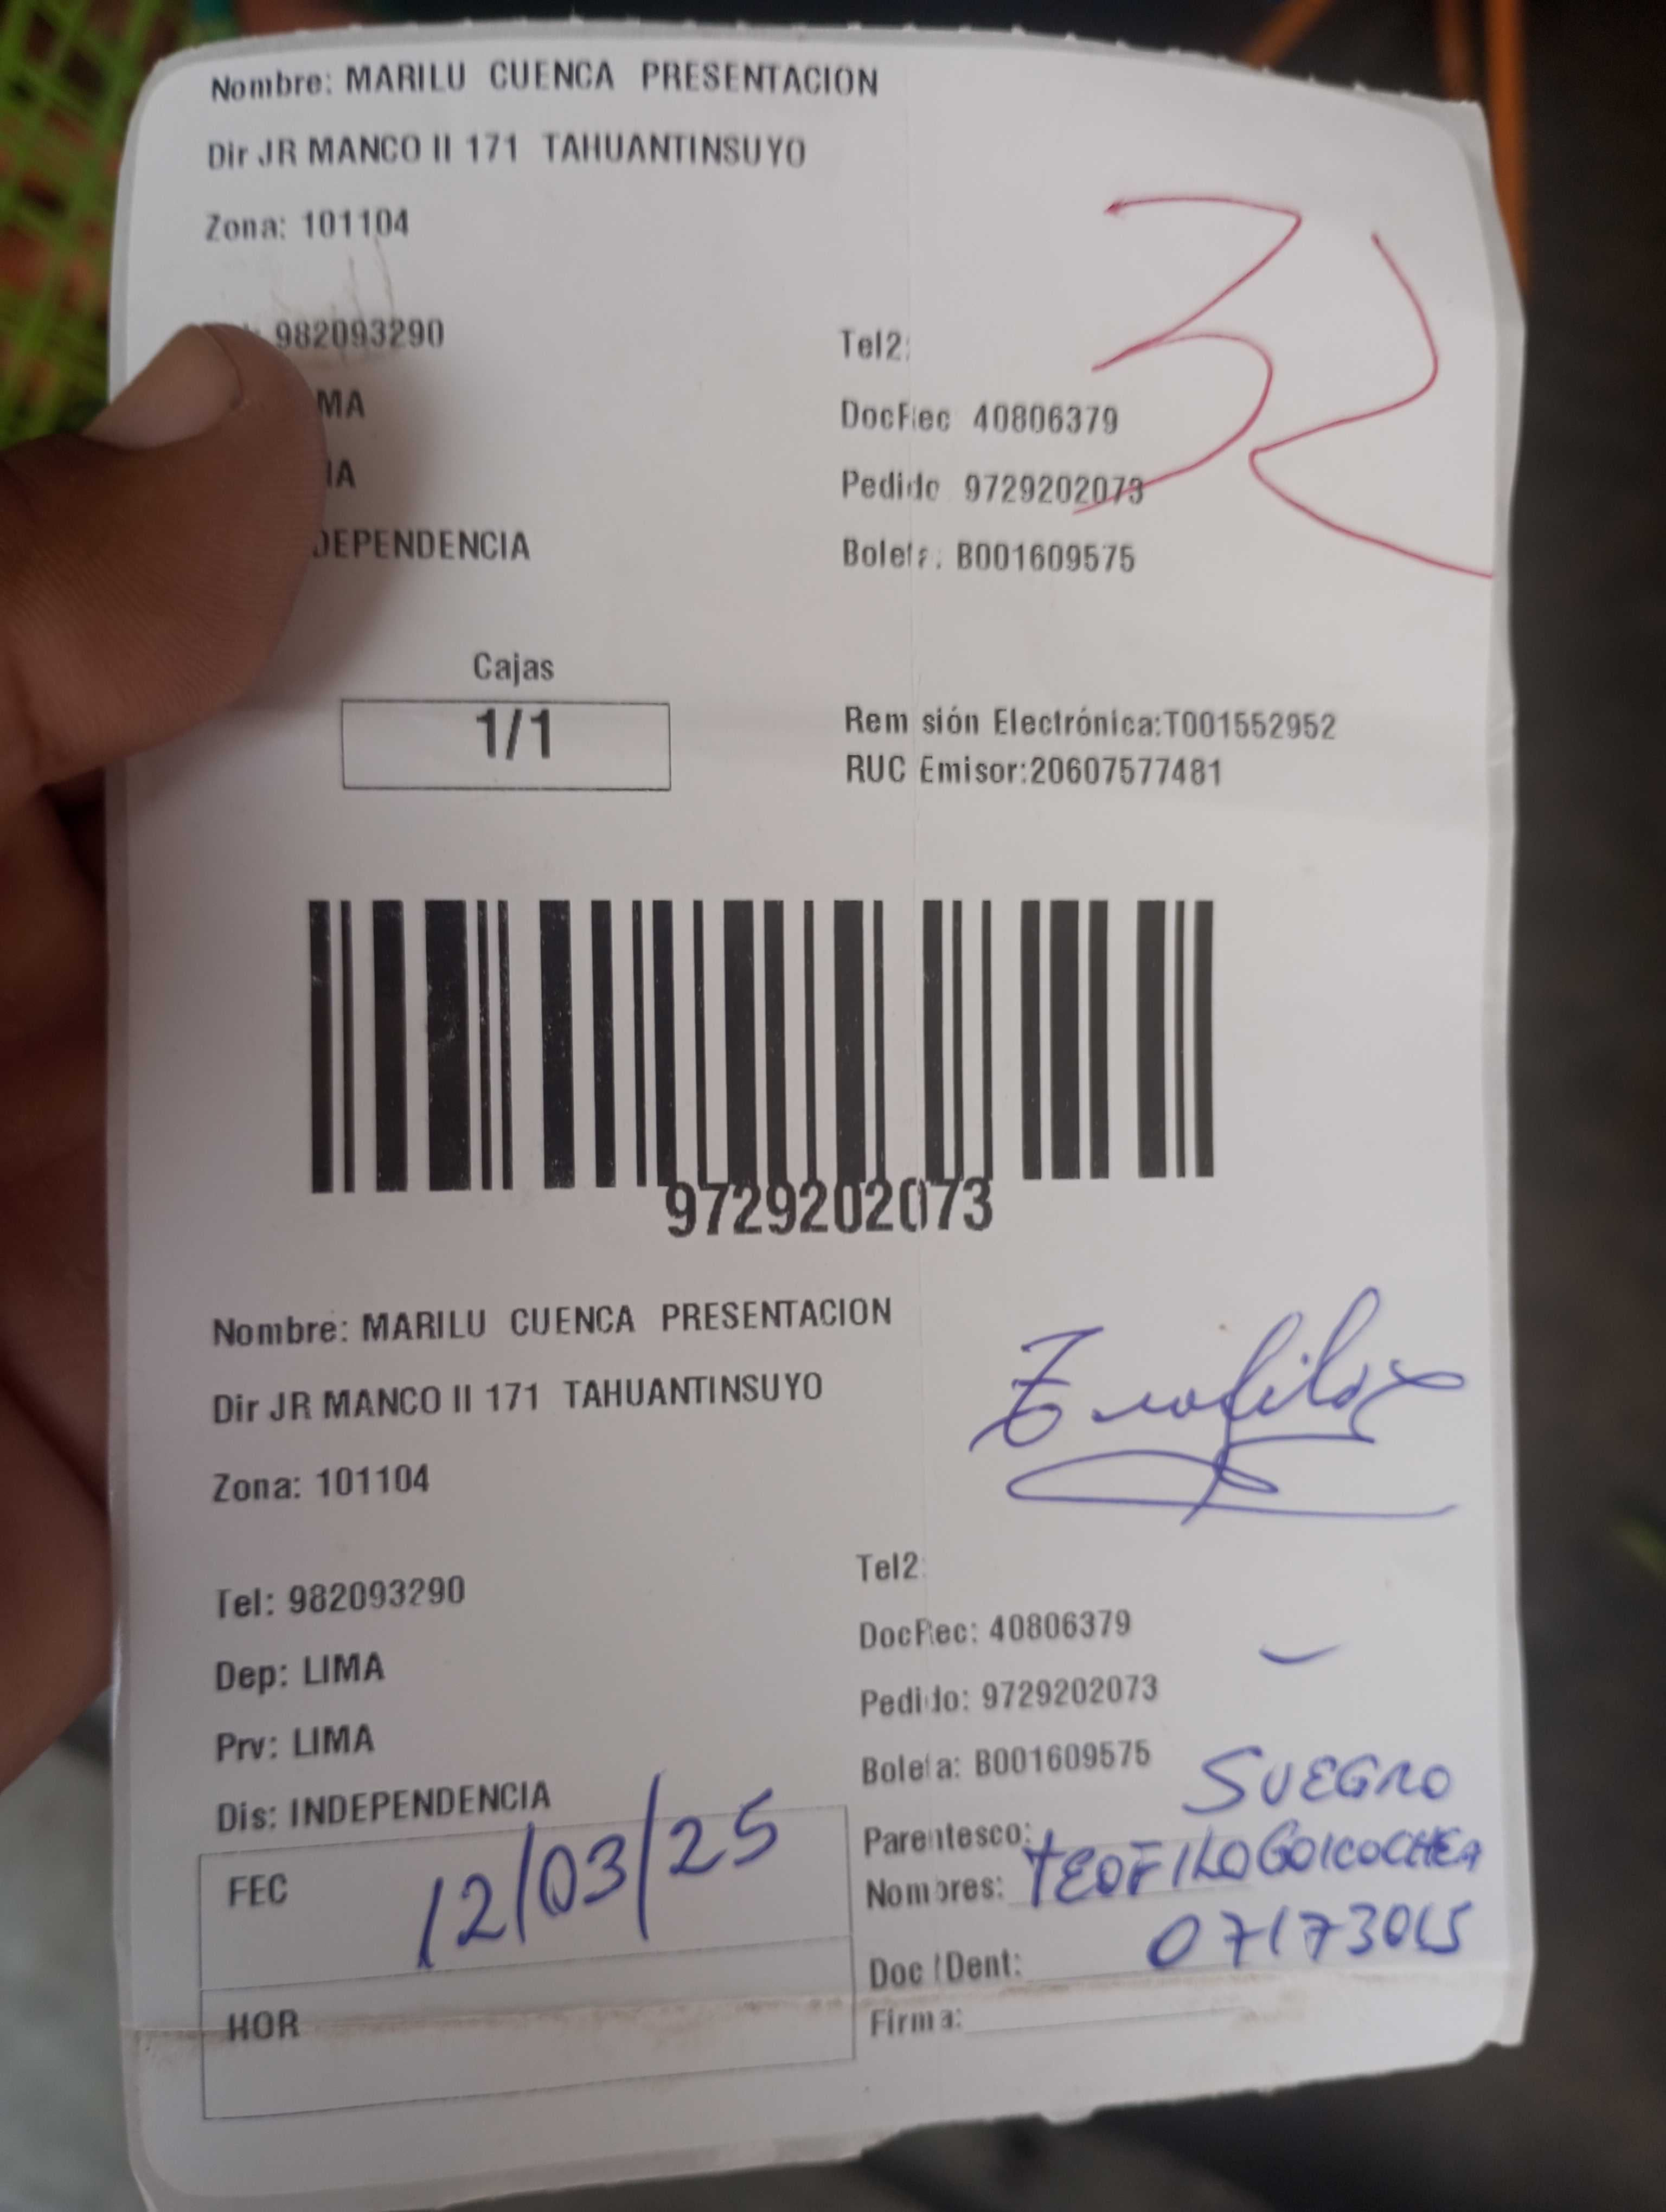 Nombre: MARILU CUENCA PRESENTACION
Dir JR MANCO II 171 TAHUANTINSUYO
Zona: 101104
32
982093290
Tel2:
MA
DocRec 40806379
IA
Pedido 9729202073
DEPENDENCIA
Boleta: B001609575
Cajas
1/1
Remisión Electrónica:T001552952
RUC Emisor:20607577481
9729202073
Nombre: MARILU CUENCA PRESENTACION
Dir JR MANCO II 171 TAHUANTINSUYO
Zona: 101104
Tel: 982093290
Tel2:
Dep: LIMA
DocRec: 40806379
Prv: LIMA
Pedido: 9729202073
Dis: INDEPENDENCIA
Boleta: B001609575
FEC 12/03/25
Parentesco: SUEGRO
Nombres: TEOFILO GOICOCHEA
HOR
Doc IDent:
Firma: